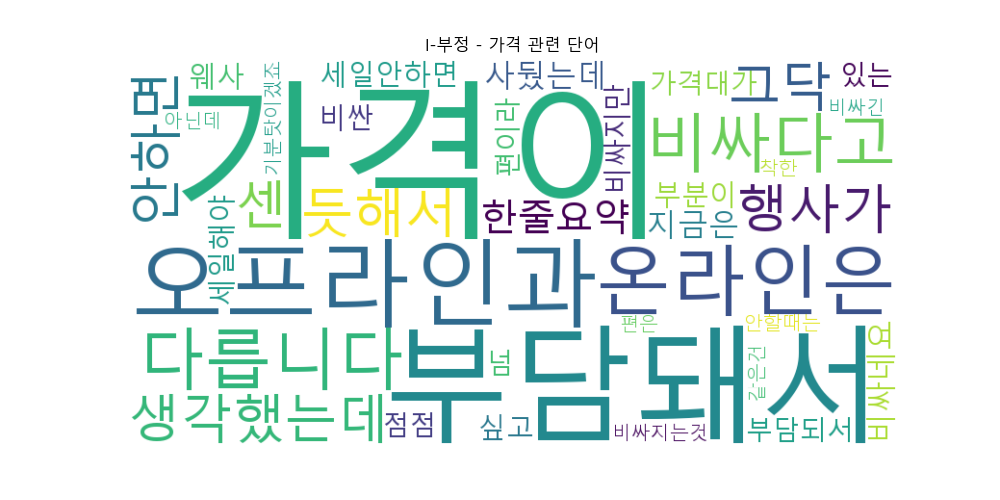 I-부정 - 가격 관련 단어
웨사
세일안하면
사뒀는데
가격대가
그닥
있는
안하면
아닌데
기분탓이겠죠
가격이
비싼
편이라
비싸지만
비싸긴
비싸다고
착한
센
듯해서
한줄요약
부분이
지금은
행사가
세일해야
오프라인과
온라인은
다릅니다
부담돼서
넘
편은
안할때는
같은건
비싸네여
생각했는데
점점
싶고
비싸지는것
부담되서